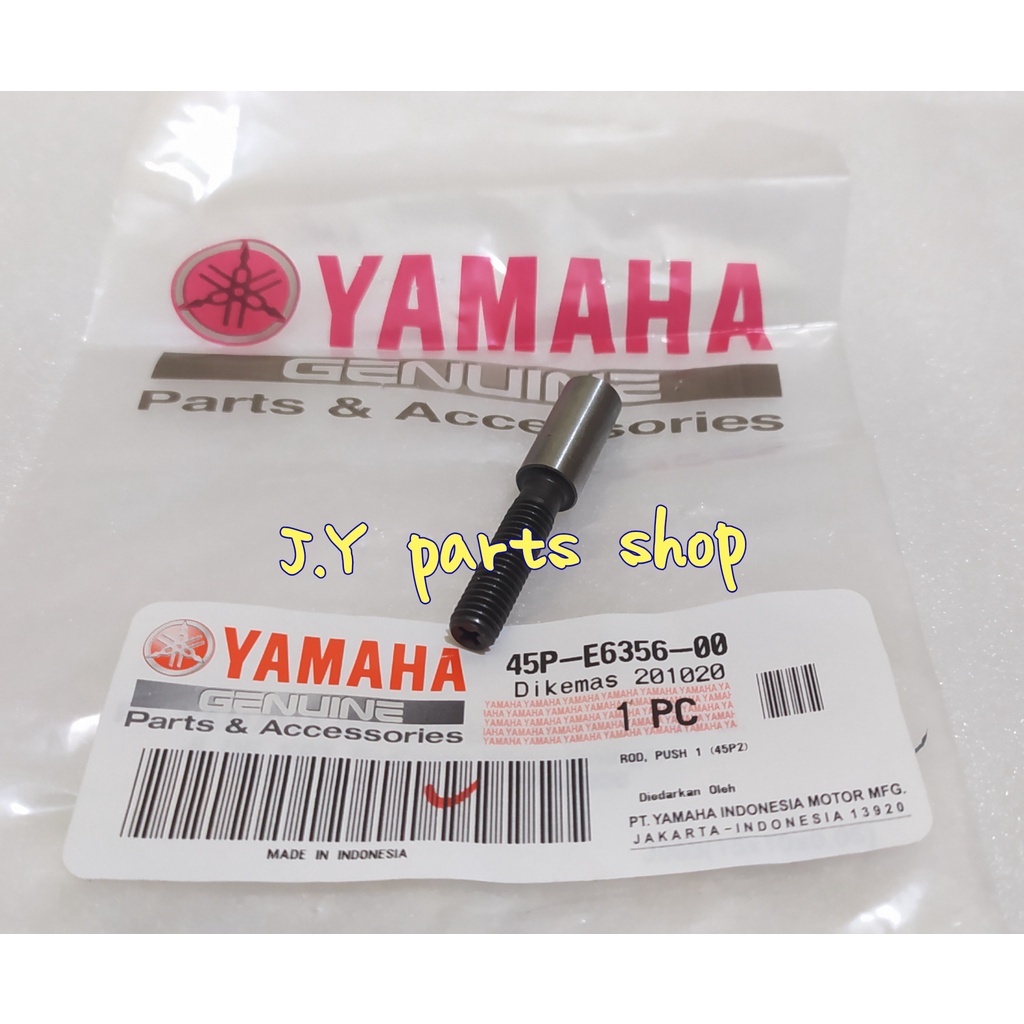 YAMAHA
GENUINE
Parts & Accessories
J.Y parts shop
YAMAHA
GENUINE
Parts & Accessories
45P-E6356-00
Dikemas 201020
1 PC
ROD, PUSH 1 (45P2)
Diedarkan Oleh
PT. YAMAHA INDONESIA MOTOR MFG.
JAKARTA-INDONESIA 13920
MADE IN INDONESIA